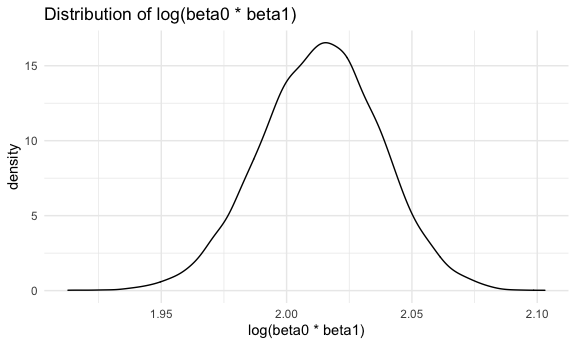 Distribution of log(beta0 * beta1)
15
10
5
0
density
1.95 2.00 2.05 2.10
log(beta0 * beta1)